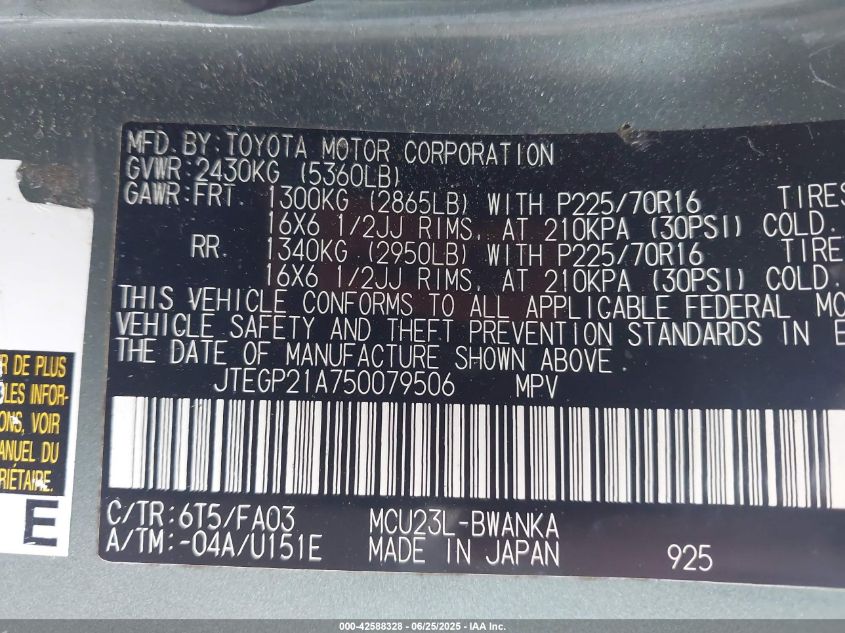 MFD. BY: TOYOTA MOTOR CORPORATION
GVWR: 2430KG (5360LB)
GAWR: FRT. 1300KG (2865LB) WITH P225/70R16 TIRES
16X6 1/2JJ RIMS, AT 210KPA (30PSI) COLD.
RR. 1340KG (2950LB) WITH P225/70R16 TIRE
16X6 1/2JJ RIMS, AT 210KPA (30PSI) COLD.
THIS VEHICLE CONFORMS TO ALL APPLICABLE FEDERAL MO
VEHICLE SAFETY AND THEFT PREVENTION STANDARDS IN E
THE DATE OF MANUFACTURE SHOWN ABOVE.
JTEGP21A750079506 MPV
C/TR: 6T5/FA03 MCU23L-BWANKA
A/TM: -04A/U151E MADE IN JAPAN 925
R DE PLUS
LES INFOR-
ONS, VOIR
ANUEL DU
RIÉTAIRE.
E
000-42588328 - 06/25/2025 - IAA Inc.